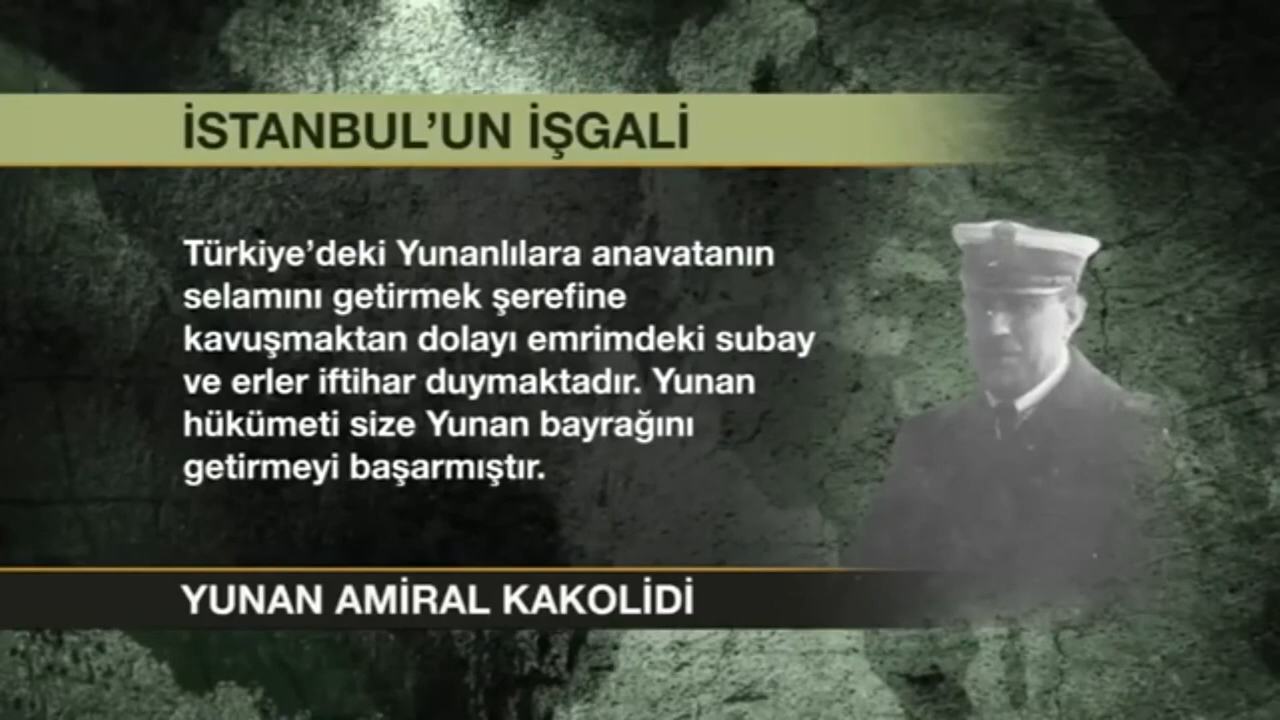 İSTANBUL’UN İŞGALİ
Türkiye’deki Yunanlılara anavatanın
selamını getirmek şerefine
kavuşmaktan dolayı emrimdeki subay
ve erler iftihar duymaktadır. Yunan
hükümeti size Yunan bayrağını
getirmeyi başarmıştır.
YUNAN AMİRAL KAKOLİDİ